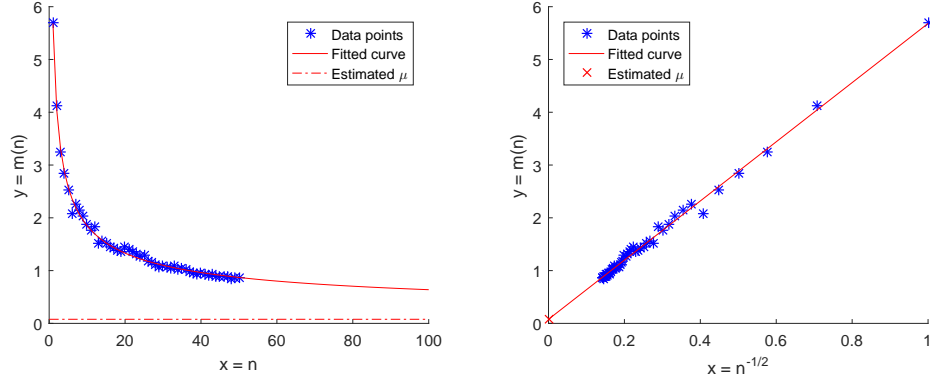 6
5
4
3
2
1
0
y = m(n)
0
20
40
60
80
100
x = n
Data points
Fitted curve
Estimated μ
6
5
4
3
2
1
0
y = m(n)
0
0.2
0.4
0.6
0.8
1
x = n^{-1/2}
Data points
Fitted curve
Estimated μ